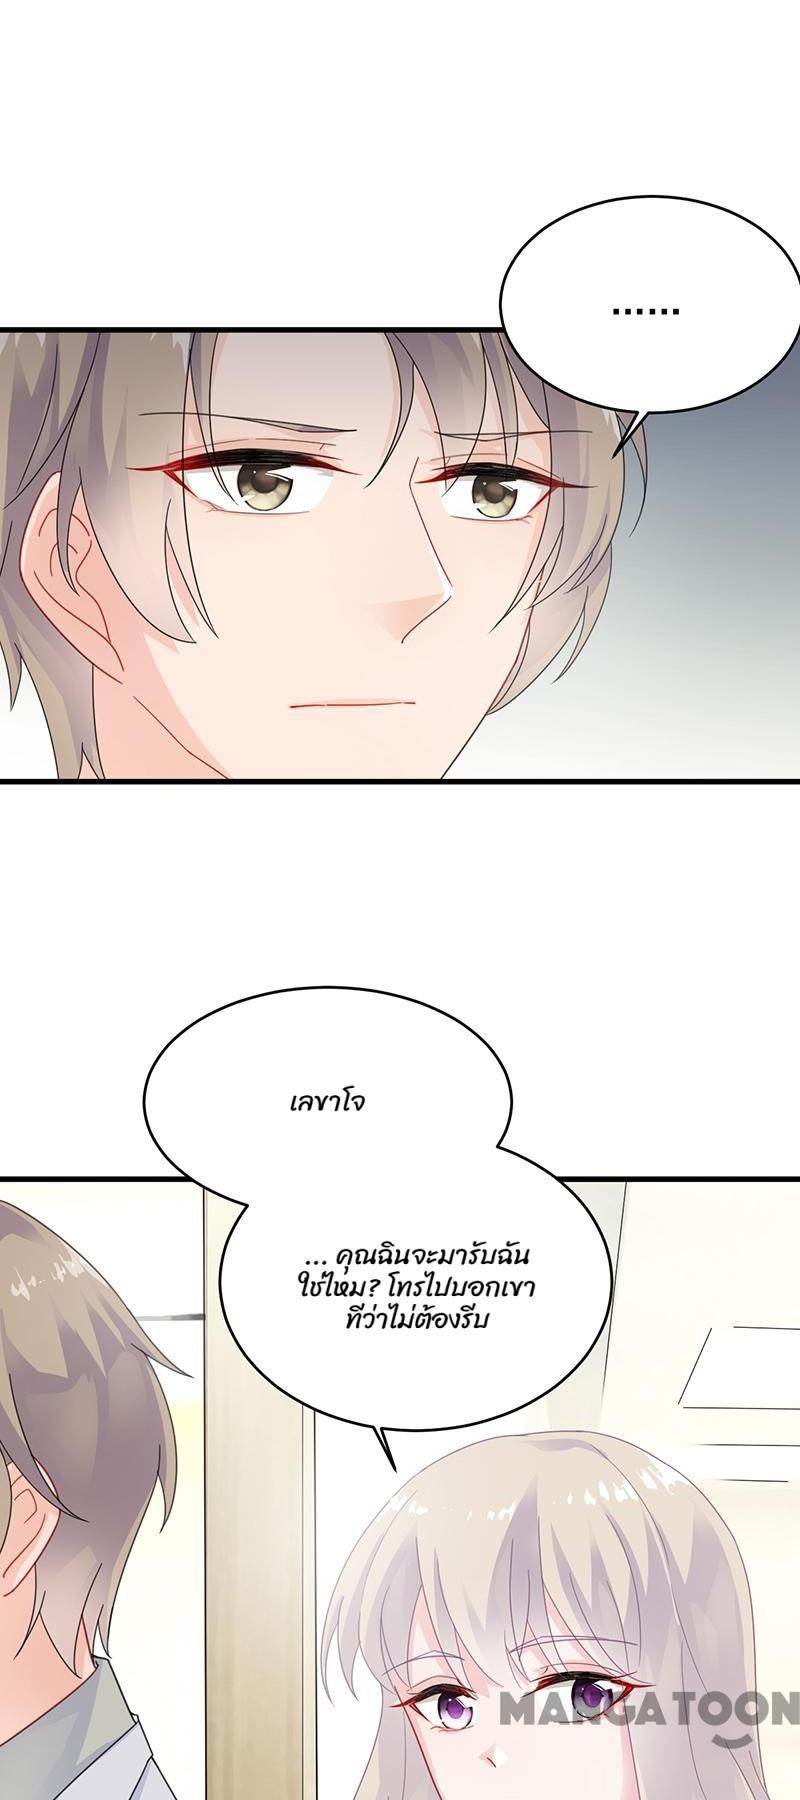 ......
เลขาโจ
... คุณฉินจะมารับฉัน
ใช่ไหม? โทรไปบอกเขา
ทีว่าไม่ต้องรีบ
MANGATOON